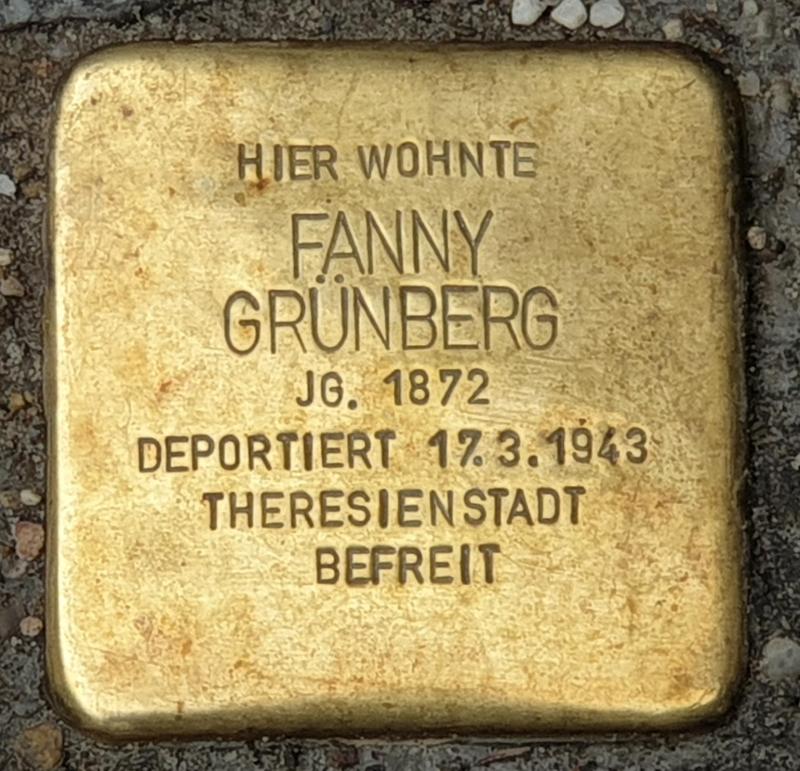 HIER WOHNTE
FANNY
GRÜNBERG
JG. 1872
DEPORTIERT 17.3.1943
THERESIENSTADT
BEFREIT